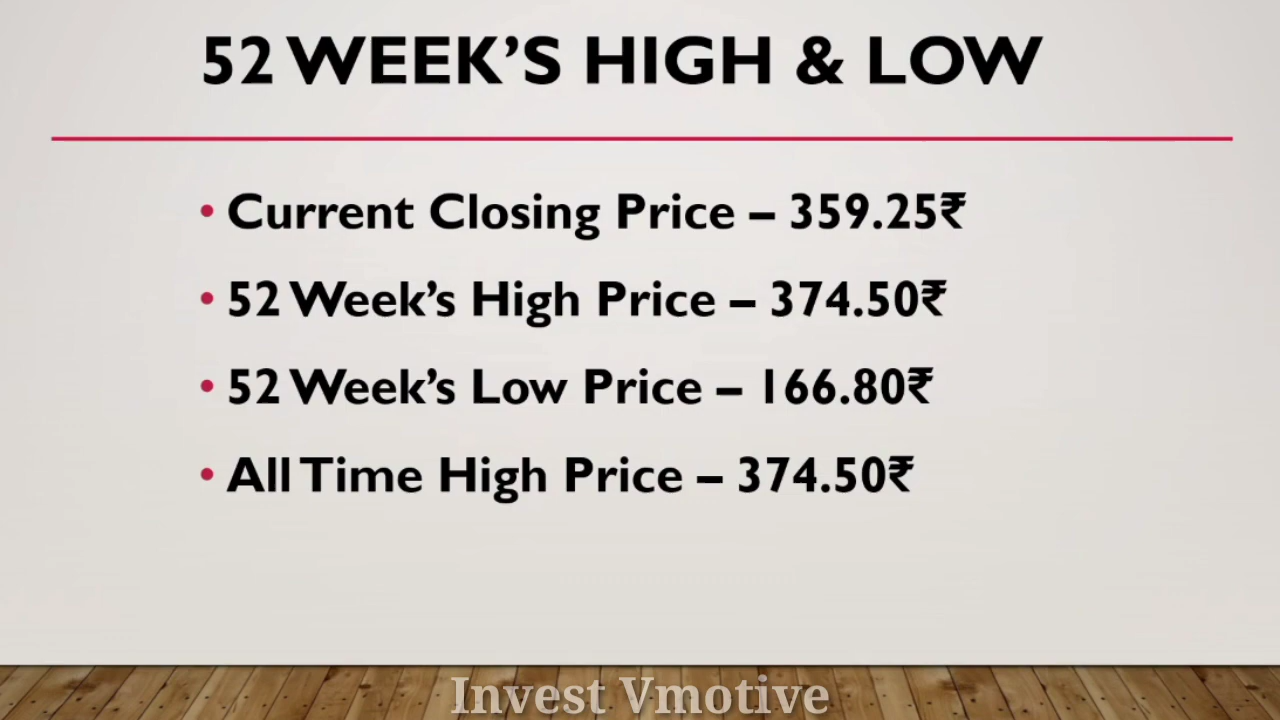 52 WEEK’S HIGH & LOW
• Current Closing Price – 359.25₹
• 52 Week’s High Price – 374.50₹
• 52 Week’s Low Price – 166.80₹
• All Time High Price – 374.50₹
Invest Vmotive